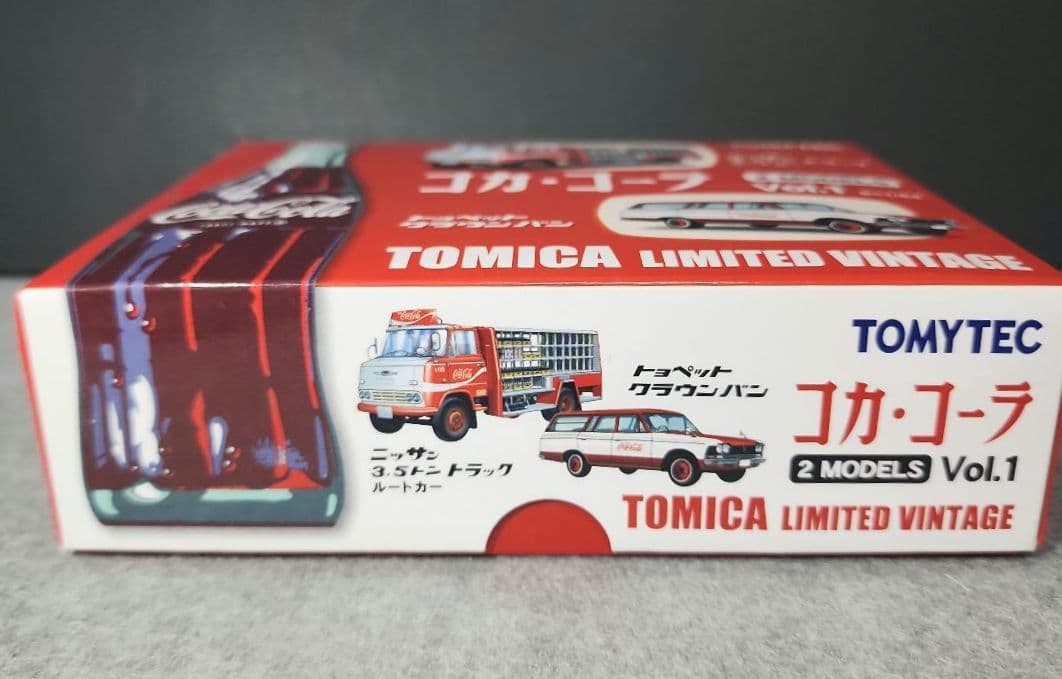 Coca-Cola
コカ・コーラ
Vol.1
トヨペット
クラウンバン
TOMICA LIMITED VINTAGE
TOMYTEC
Coca-Cola
Coca-Cola
トヨペット
クラウンバン
Coca-Cola
コカ・コーラ
2 MODELS Vol.1
ニッサン
3.5トントラック
ルートカー
TOMICA LIMITED VINTAGE